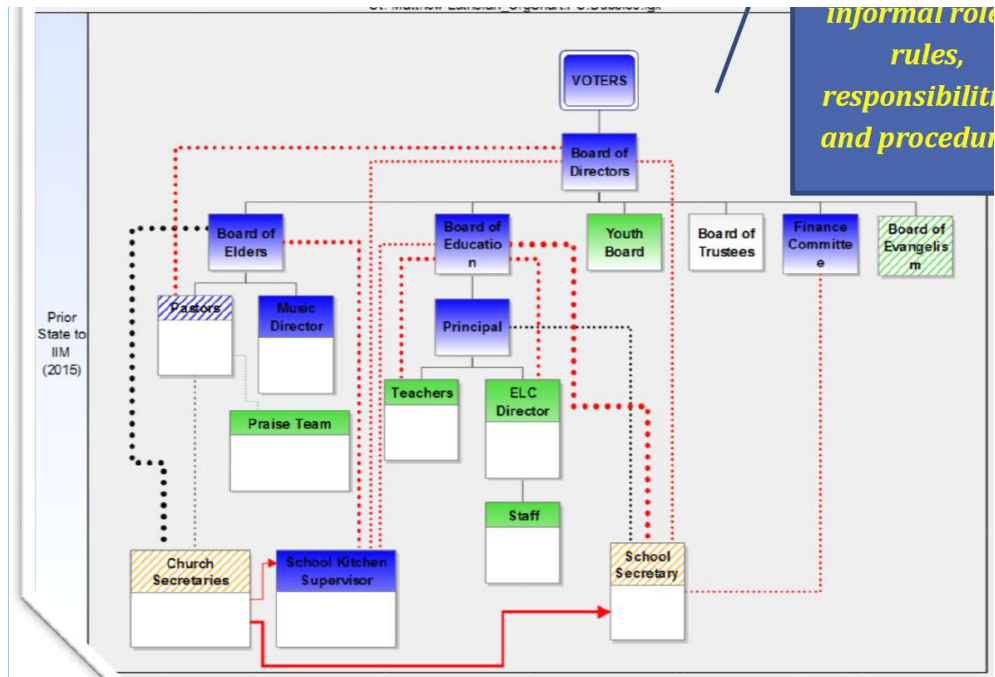 informal role
rules,
responsibiliti
and procedur
VOTERS
Board of
Directors
Board of
Elders
Board of
Educatio
n
Youth
Board
Board of
Trustees
Finance
Committe
e
Board of
Evangelis
m
Pastors
Music
Director
Principal
Prior
State to
IIM
(2015)
Teachers
ELC
Director
Praise Team
Staff
Church
Secretaries
School Kitchen
Supervisor
School
Secretary